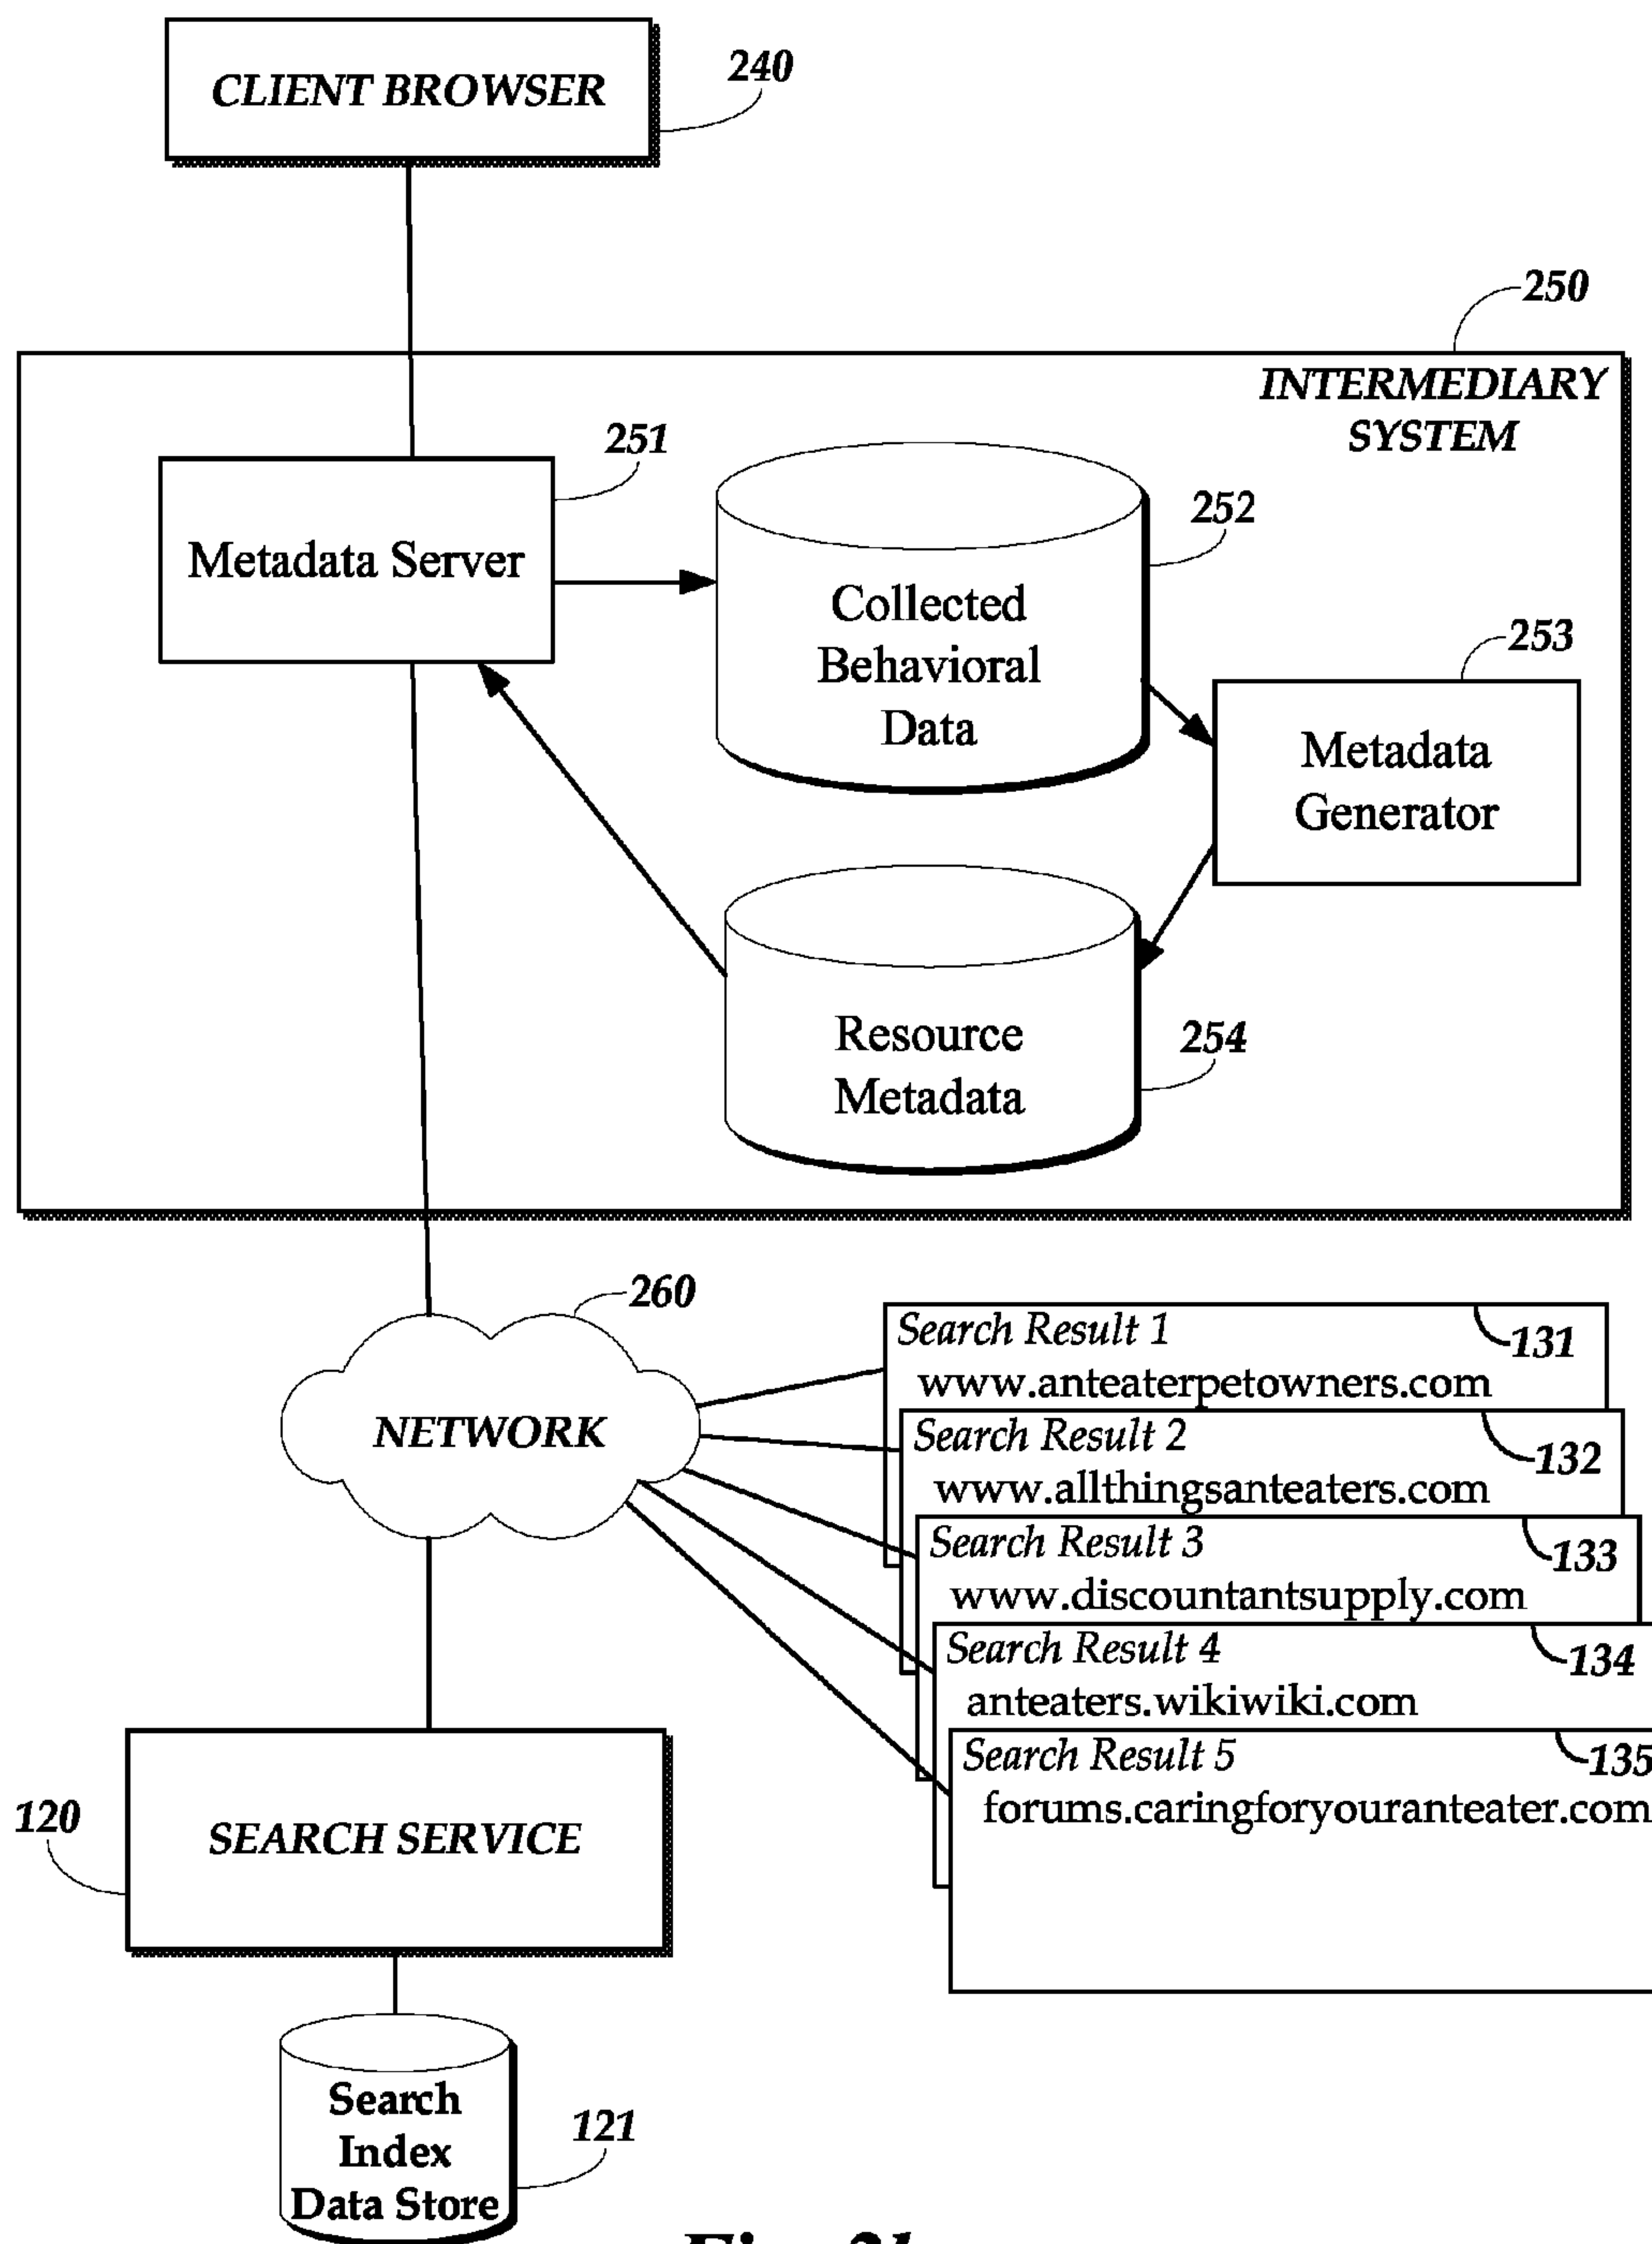 CLIENT BROWSER
240
250
INTERMEDIARY
SYSTEM
251
Metadata Server
252
Collected
Behavioral
Data
253
Metadata
Generator
Resource
Metadata
254
260
NETWORK
Search Result 1
131
www.anteaterpetowners.com
Search Result 2
132
www.allthingsanteaters.com
Search Result 3
133
www.discountantsupply.com
Search Result 4
134
anteaters.wikiwiki.com
Search Result 5
135
forums.caringforyouranteater.com
120
SEARCH SERVICE
Search
Index
Data Store
121